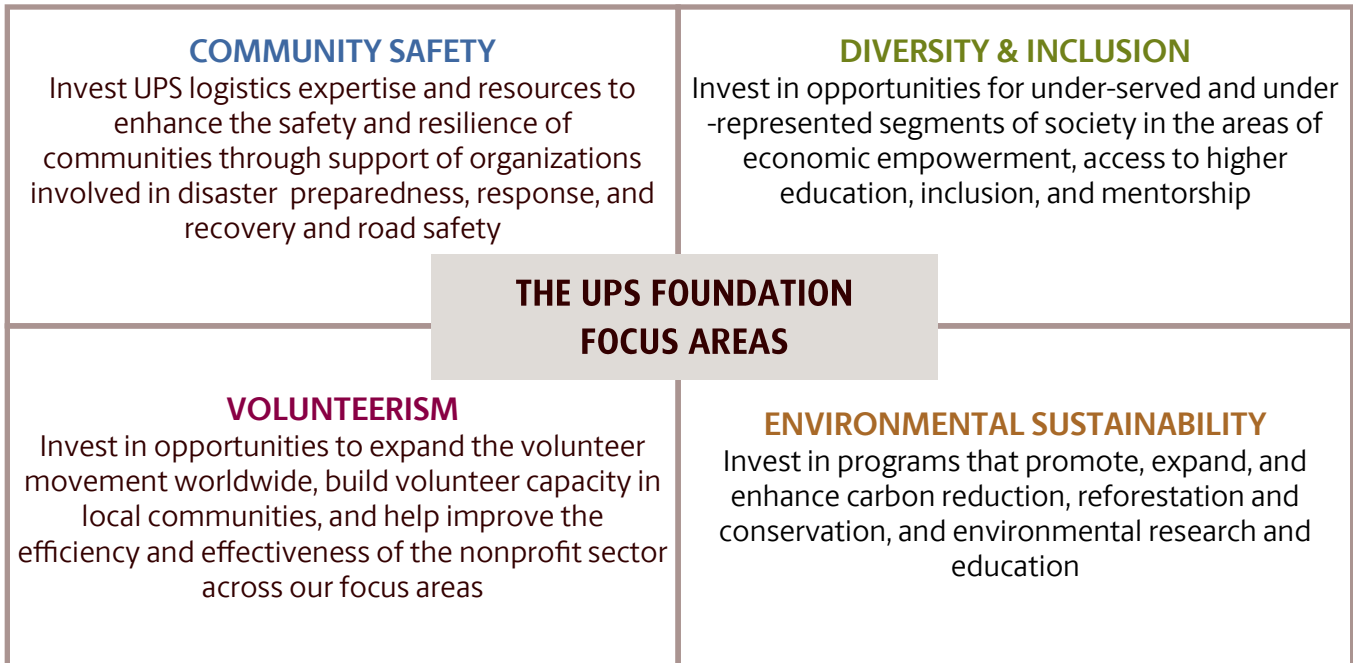 COMMUNITY SAFETY
Invest UPS logistics expertise and resources to
enhance the safety and resilience of
communities through support of organizations
involved in disaster preparedness, response, and
recovery and road safety
DIVERSITY & INCLUSION
Invest in opportunities for under-served and under
-represented segments of society in the areas of
economic empowerment, access to higher
education, inclusion, and mentorship
THE UPS FOUNDATION
FOCUS AREAS
VOLUNTEERISM
Invest in opportunities to expand the volunteer
movement worldwide, build volunteer capacity in
local communities, and help improve the
efficiency and effectiveness of the nonprofit sector
across our focus areas
ENVIRONMENTAL SUSTAINABILITY
Invest in programs that promote, expand, and
enhance carbon reduction, reforestation and
conservation, and environmental research and
education